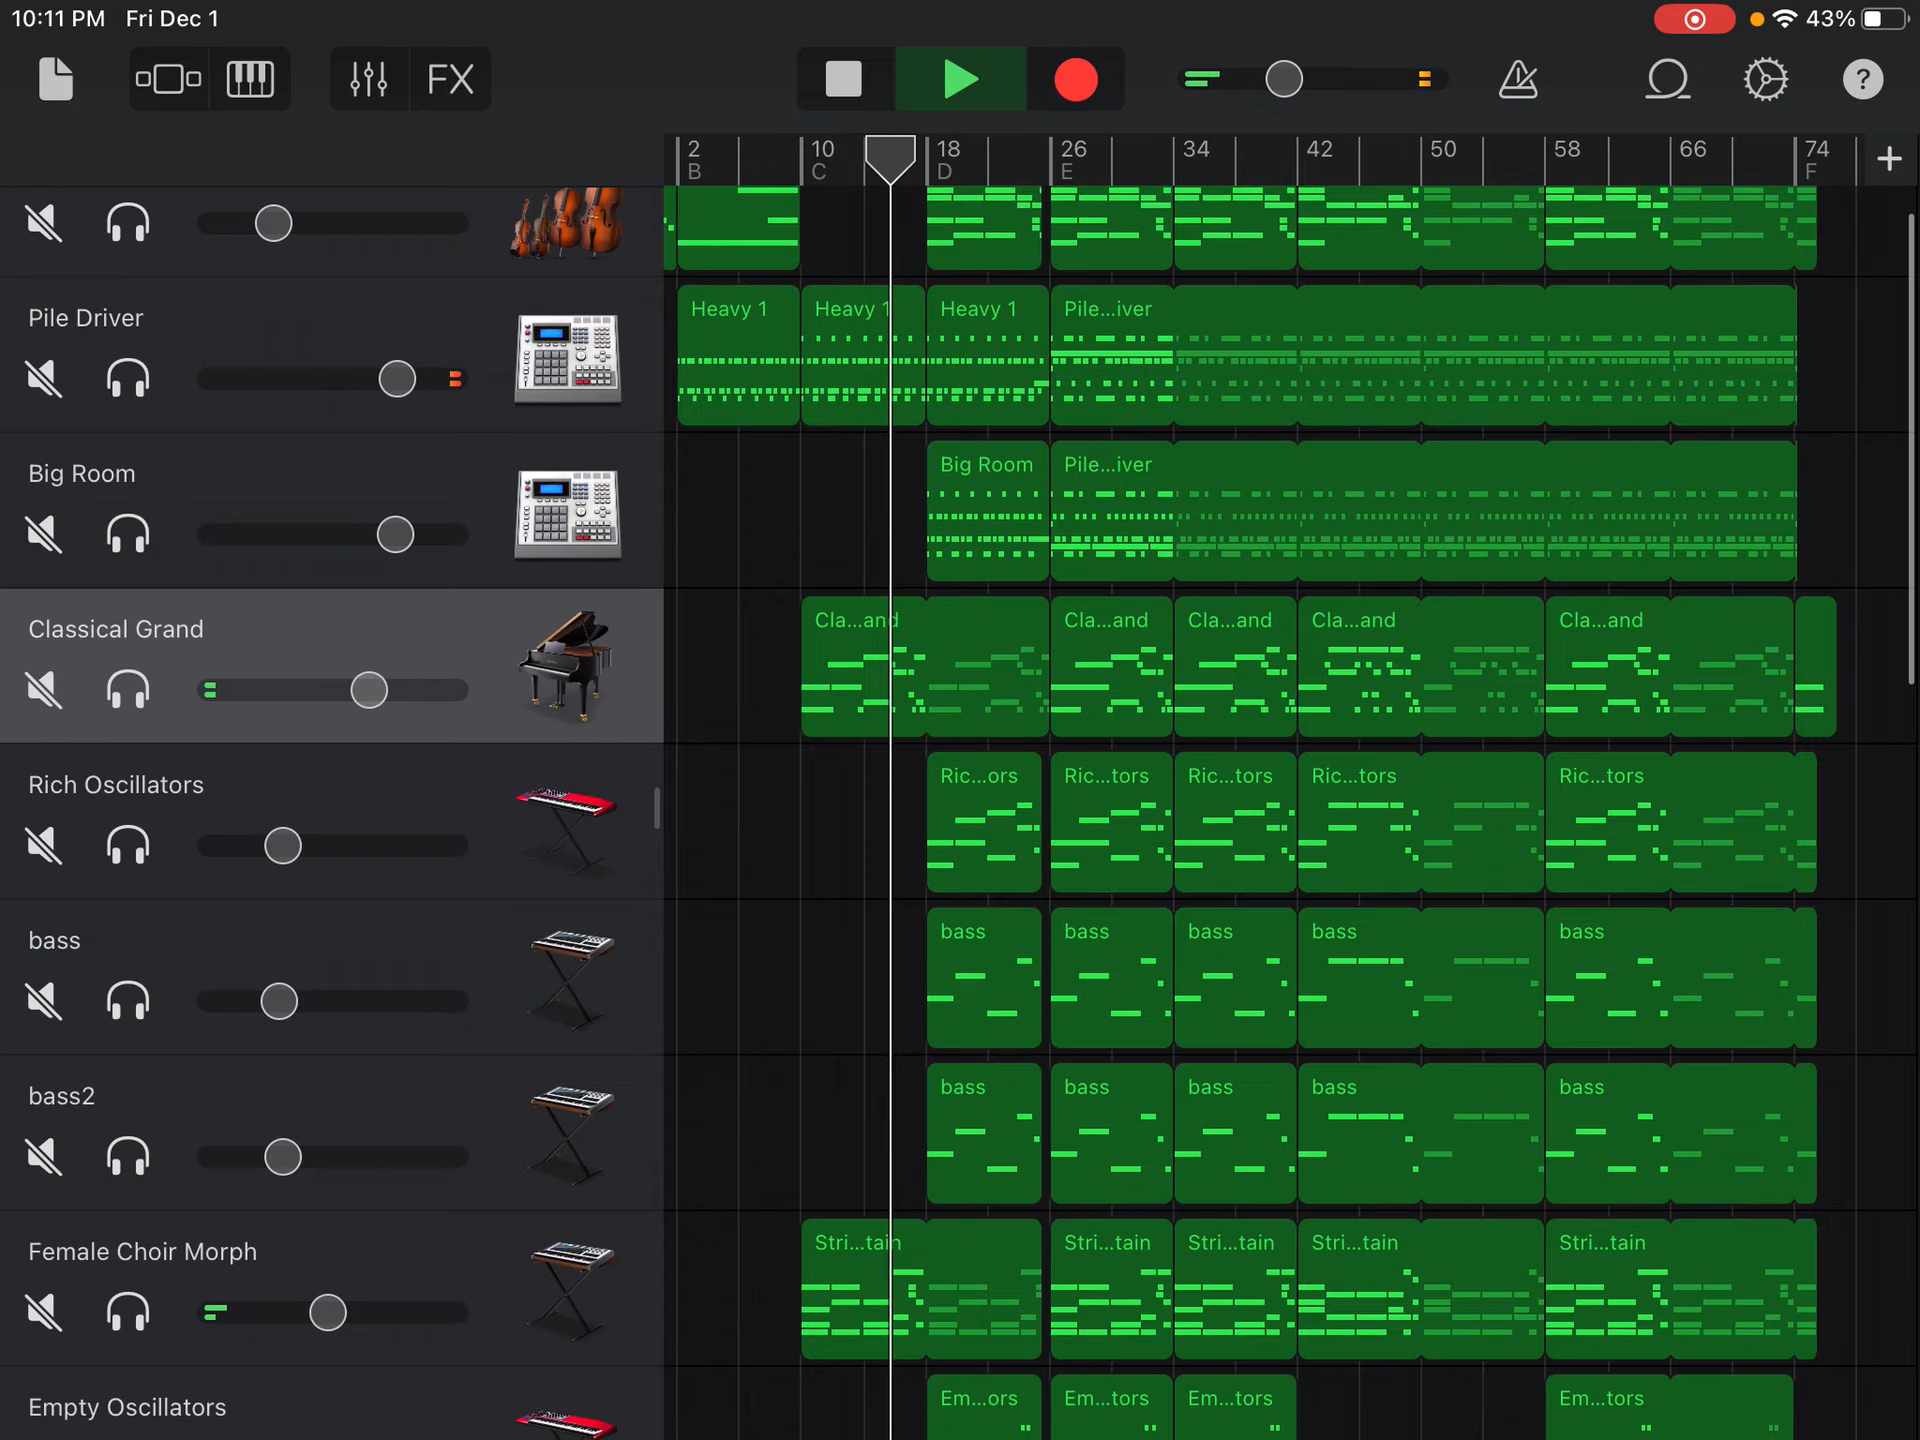 10:11 PM Fri Dec 1
43%
FX
?
2 10 18 26 34 42 50 58 66 74 +
B C D E F
Pile Driver
Heavy 1 Heavy 1 Heavy 1 Pile...iver
Big Room
Big Room Pile...iver
Classical Grand
Cla...and Cla...and Cla...and Cla...and Cla...and
Rich Oscillators
Ric...ors Ric...tors Ric...tors Ric...tors Ric...tors
bass
bass bass bass bass bass
bass2
bass bass bass bass bass
Female Choir Morph
Stri...tain Stri...tain Stri...tain Stri...tain Stri...tain
Empty Oscillators
Em...ors Em...tors Em...tors Em...tors